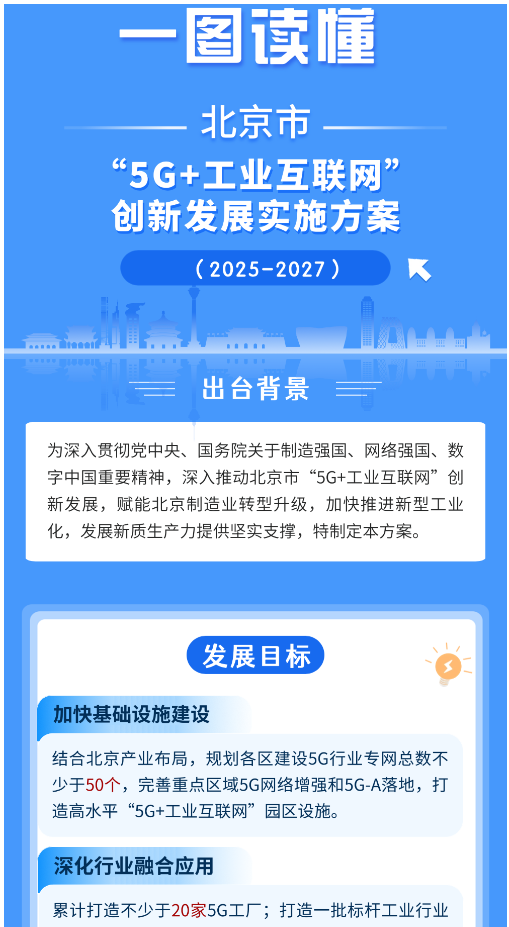 一图读懂
北京市
“5G+工业互联网”
创新发展实施方案
（2025-2027）
出台背景
为深入贯彻党中央、国务院关于制造强国、网络强国、数
字中国重要精神，深入推动北京市“5G+工业互联网”创
新发展，赋能北京制造业转型升级，加快推进新型工业
化，发展新质生产力提供坚实支撑，特制定本方案。
发展目标
加快基础设施建设
结合北京产业布局，规划各区建设5G行业专网总数不
少于50个，完善重点区域5G网络增强和5G-A落地，打
造高水平“5G+工业互联网”园区设施。
深化行业融合应用
累计打造不少于20家5G工厂；打造一批标杆工业行业